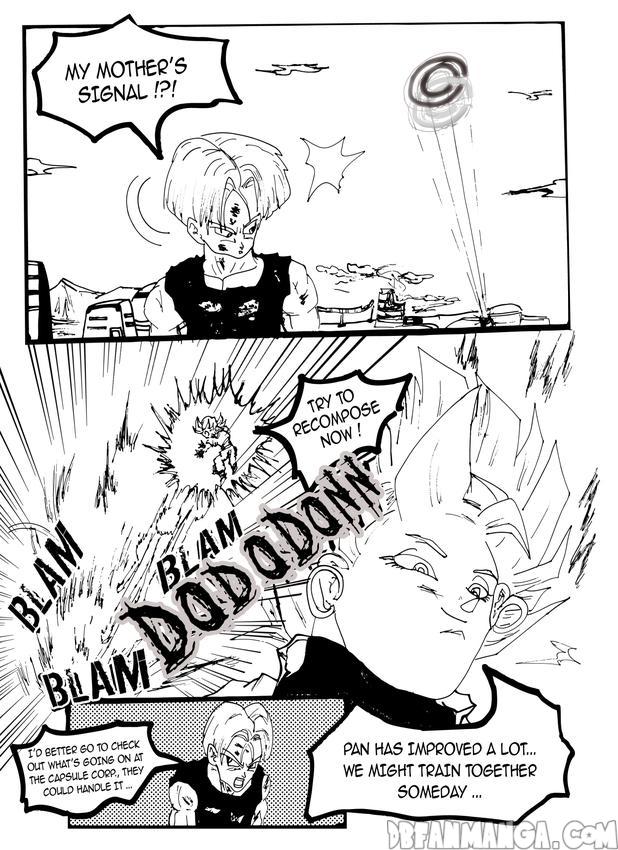 MY MOTHER'S
SIGNAL !?!
C
TRY TO
RECOMPOSE
NOW !
BLAM
BLAM
DODODONN
BLAM
I'D BETTER GO TO CHECK
OUT WHAT'S GOING ON AT
THE CAPSULE CORP., THEY
COULD HANDLE IT ...
PAN HAS IMPROVED A LOT...
WE MIGHT TRAIN TOGETHER
SOMEDAY ...
DBFANMANGA.COM